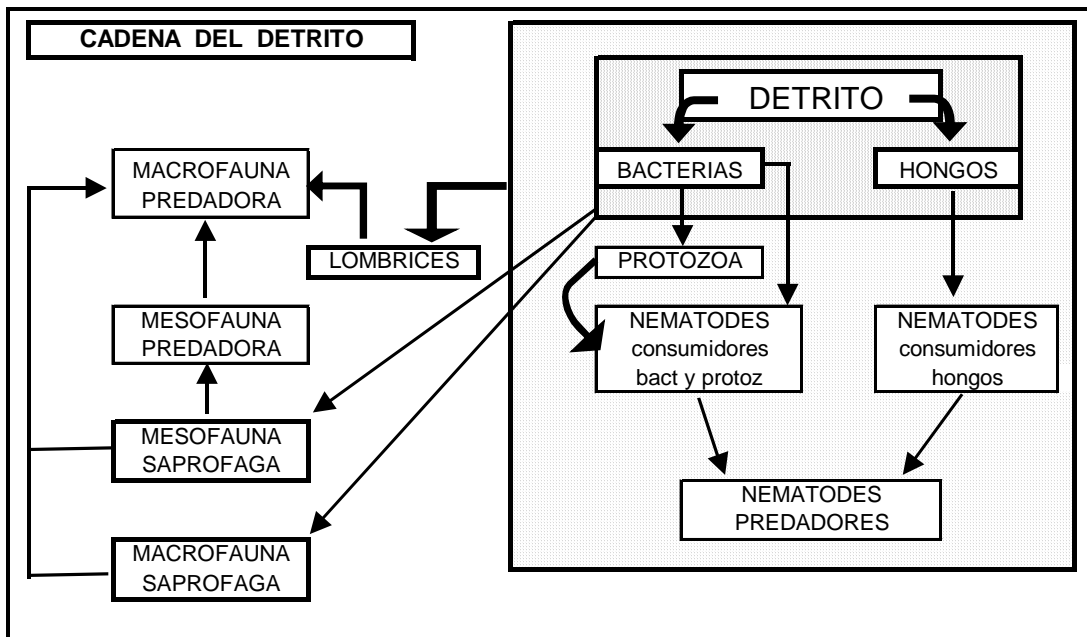 CADENA DEL DETRITO
DETRITO
MACROFAUNA
PREDADORA
BACTERIAS
HONGOS
LOMBRICES
PROTOZOA
MESOFAUNA
PREDADORA
NEMATODES
consumidores
bact y protoz
NEMATODES
consumidores
hongos
MESOFAUNA
SAPROFAGA
NEMATODES
PREDADORES
MACROFAUNA
SAPROFAGA